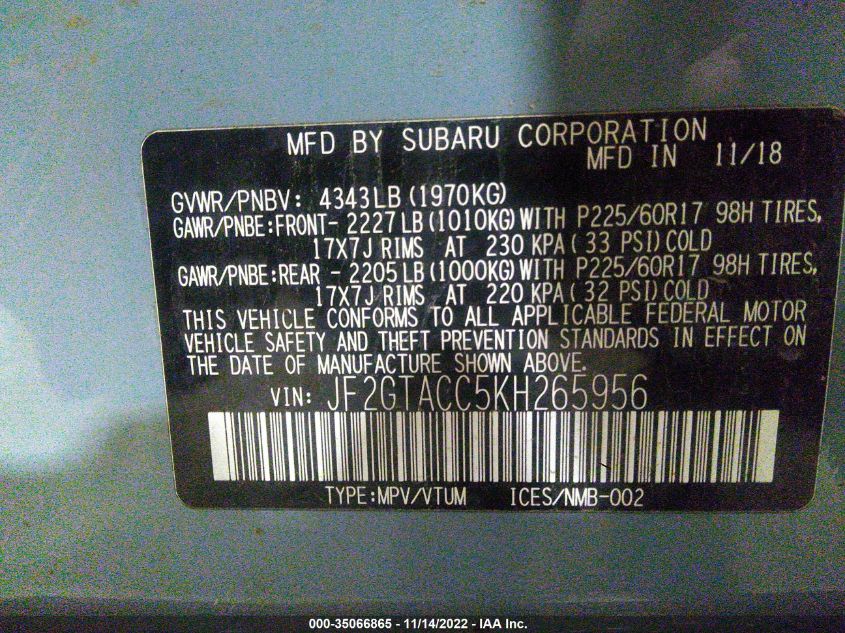 MFD BY SUBARU CORPORATION
MFD IN 11/18
GVWR/PNBV: 4343LB (1970KG)
GAWR/PNBE:FRONT- 2227LB (1010KG) WITH P225/60R17 98H TIRES,
17X7J RIMS AT 230 KPA( 33 PSI) COLD
GAWR/PNBE:REAR - 2205LB (1000KG) WITH P225/60R17 98H TIRES,
17X7J RIMS AT 220 KPA( 32 PSI) COLD
THIS VEHICLE CONFORMS TO ALL APPLICABLE FEDERAL MOTOR
VEHICLE SAFETY AND THEFT PREVENTION STANDARDS IN EFFECT ON
THE DATE OF MANUFACTURE SHOWN ABOVE.
VIN: JF2GTACC5KH265956
TYPE:MPV/VTUM ICES/NMB-002
000-35066865 - 11/14/2022 - IAA Inc.